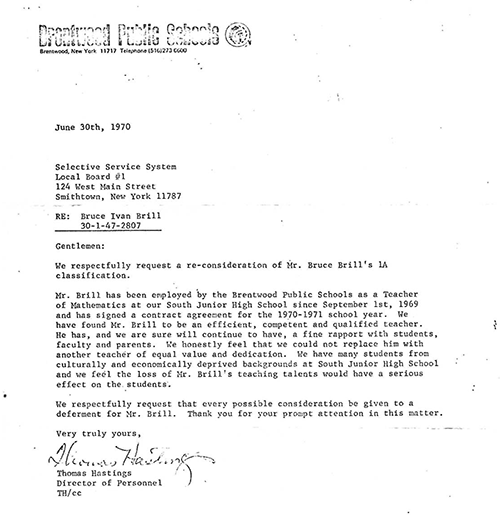 Brentwood Public Schools
Brentwood, New York 11717 Telephone (516)273 6600
June 30th, 1970
Selective Service System
Local Board #1
124 West Main Street
Smithtown, New York 11787
RE: Bruce Ivan Brill
30-1-47-2807
Gentlemen:
We respectfully request a re-consideration of Mr. Bruce Brill's 1A
classification.
Mr. Brill has been employed by the Brentwood Public Schools as a Teacher
of Mathematics at our South Junior High School since September 1st, 1969
and has signed a contract agreement for the 1970-1971 school year. We
have found Mr. Brill to be an efficient, competent and qualified teacher.
He has, and we are sure will continue to have, a fine rapport with students,
faculty and parents. We honestly feel that we could not replace him with
another teacher of equal value and dedication. We have many students from
culturally and economically deprived backgrounds at South Junior High School
and we feel the loss of Mr. Brill's teaching talents would have a serious
effect on the students.
We respectfully request that every possible consideration be given to a
deferment for Mr. Brill. Thank you for your prompt attention in this matter.
Very truly yours,
Thomas Hastings
Thomas Hastings
Director of Personnel
TH/cc